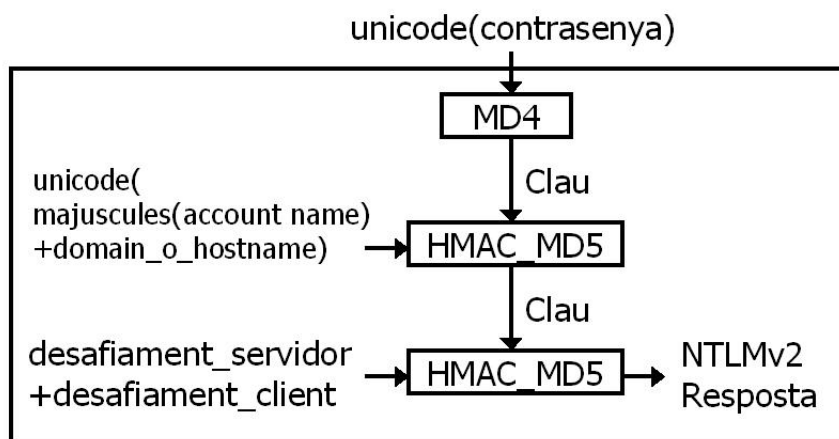 unicode(contrasenya)
MD4
Clau
unicode(
majuscules(account name)
+domain_o_hostname)
HMAC_MD5
Clau
desafiament_servidor
+desafiament_client
HMAC_MD5
NTLMv2
Resposta